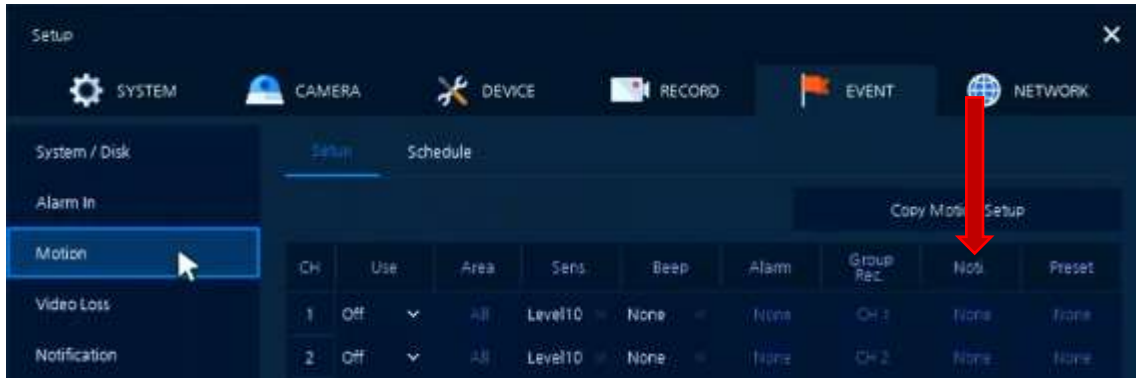 Setup
SYSTEM CAMERA DEVICE RECORD EVENT NETWORK
System / Disk
Setup Schedule
Alarm In
Copy Motion Setup
Motion
CH Use Area Sens. Beep Alarm Group Rec. Noti. Preset
Video Loss
1 Off All Level10 None None CH 1 None None
Notification
2 Off All Level10 None None CH 2 None None